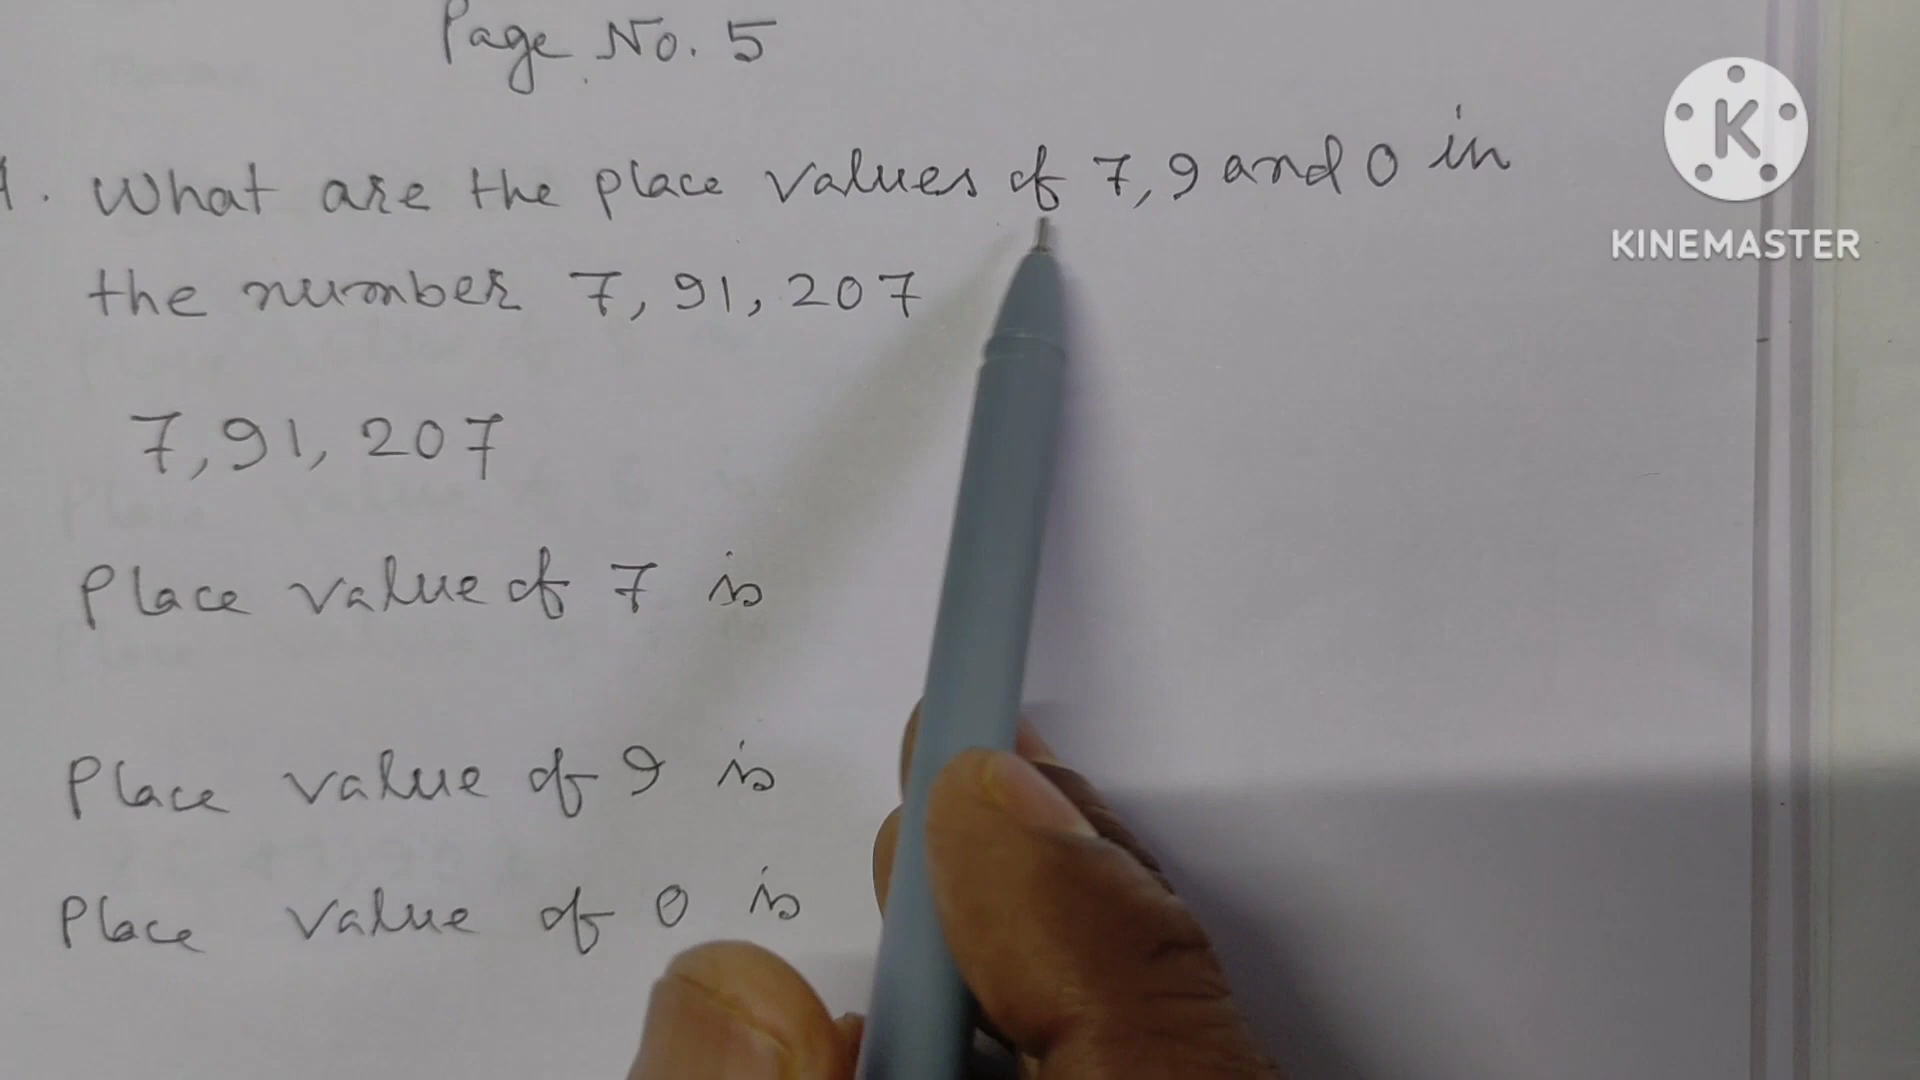 Page No. 5
1. What are the place values of 7, 9 and 0 in
the number 7, 91, 207
7, 91, 207
Place value of 7 is
Place value of 9 is
Place value of 0 is
K
KINEMASTER